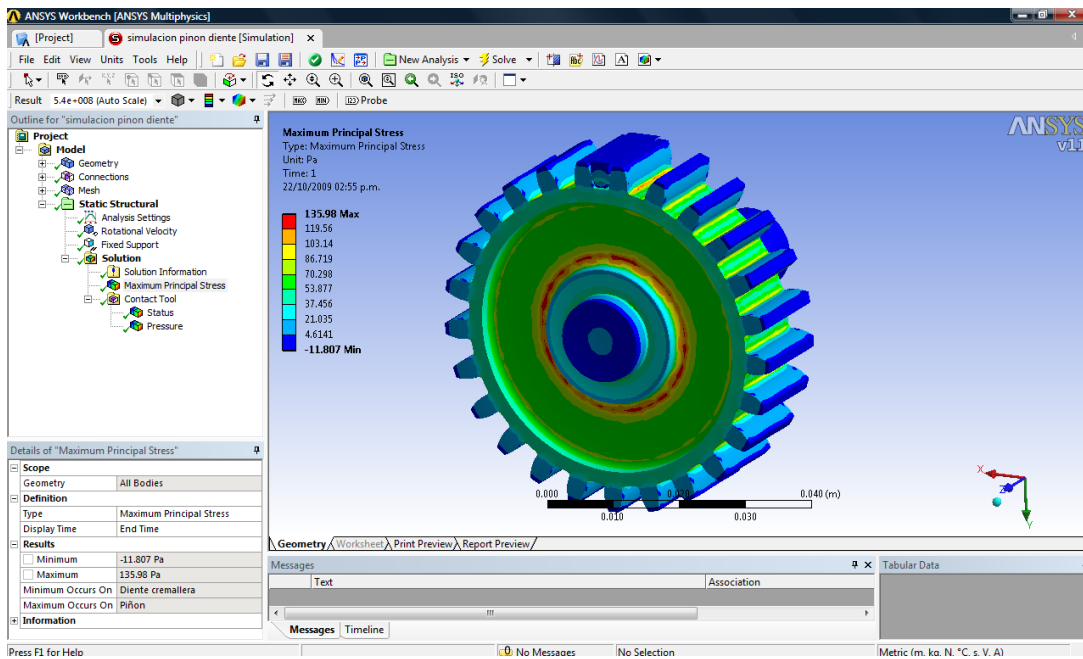 ANSYS Workbench [ANSYS Multiphysics]
[Project] simulacion pinon diente [Simulation]
File Edit View Units Tools Help New Analysis Solve
Result 5.4e+008 (Auto Scale) MAX MIN Probe
Outline for "simulacion pinon diente"
Project
Model
Geometry
Connections
Mesh
Static Structural
Analysis Settings
Rotational Velocity
Fixed Support
Solution
Solution Information
Maximum Principal Stress
Contact Tool
Status
Pressure
Details of "Maximum Principal Stress"
Scope
Geometry All Bodies
Definition
Type Maximum Principal Stress
Display Time End Time
Results
Minimum -11.807 Pa
Maximum 135.98 Pa
Minimum Occurs On Diente cremallera
Maximum Occurs On Piñon
Information
Maximum Principal Stress
Type: Maximum Principal Stress
Unit: Pa
Time: 1
22/10/2009 02:55 p.m.
135.98 Max
119.56
103.14
86.719
70.298
53.877
37.456
21.035
4.6141
-11.807 Min
ANSYS
v11
0.000 0.020 0.040 (m)
0.010 0.030
X
Z
Y
Geometry Worksheet Print Preview Report Preview
Messages
Text Association
Messages Timeline
Tabular Data
Press F1 for Help 0 No Messages No Selection Metric (m, kg, N, °C, s, V, A)